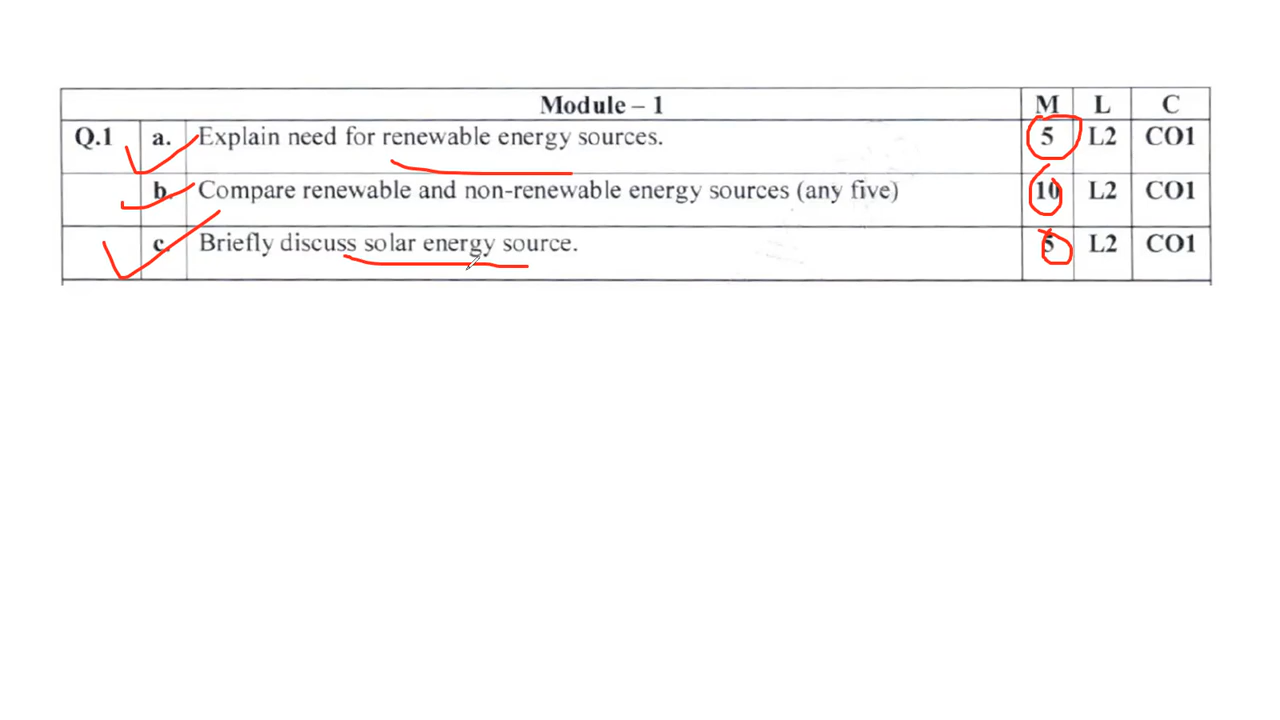 Module – 1 M L C
Q.1 a. Explain need for renewable energy sources. 5 L2 CO1
b. Compare renewable and non-renewable energy sources (any five) 10 L2 CO1
c. Briefly discuss solar energy source. 5 L2 CO1